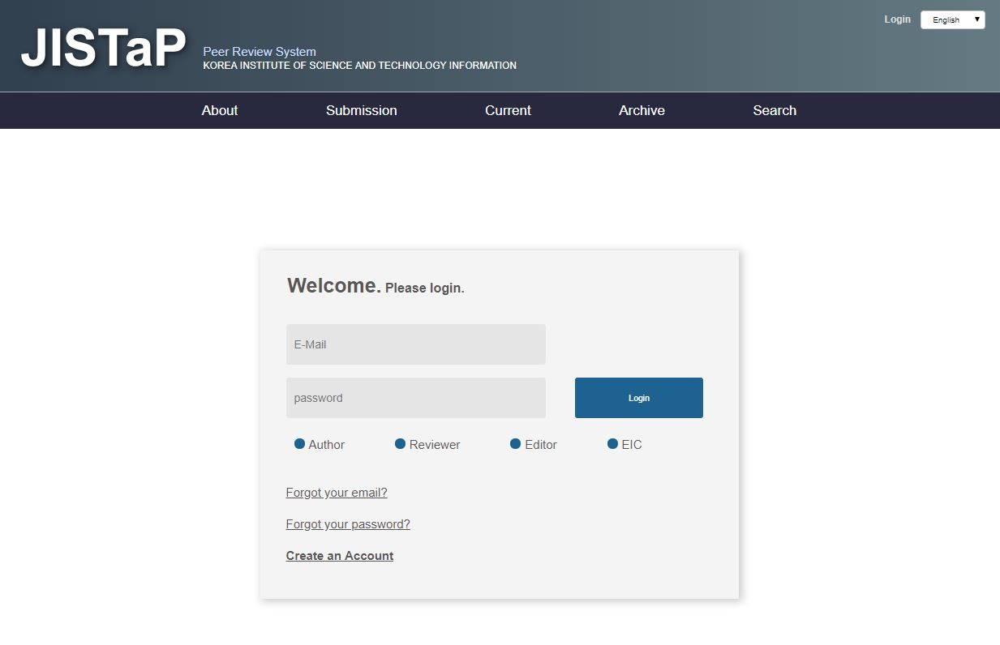 JISTaP
Peer Review System
KOREA INSTITUTE OF SCIENCE AND TECHNOLOGY INFORMATION
Login English
About Submission Current Archive Search
Welcome. Please login.
E-Mail
password
Login
Author Reviewer Editor EIC
Forgot your email?
Forgot your password?
Create an Account